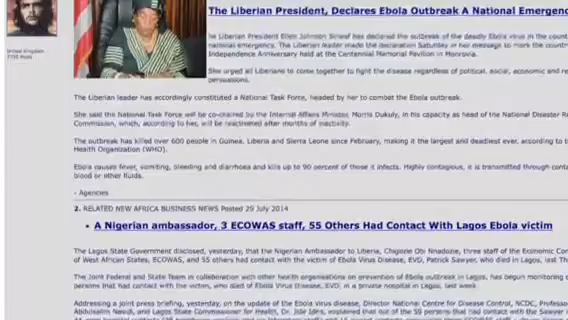 The Liberian President, Declares Ebola Outbreak A National Emergenc
United Kingdom
7755 Posts
he Liberian President Ellen Johnson Sirleaf has declared the outbreak of the deadly Ebola virus in the count
national emergency. The Liberian leader made the declaration Saturday in her message to mark the countr
Independence Anniversary held at the Centennial Memorial Pavilion in Monrovia.
She urged all Liberians to come together to fight the disease regardless of political, social, economic and re
persuasions.
The Liberian leader has accordingly constituted a National Task Force, headed by her to combat the Ebola outbreak.
She said the National Task Force will be co-chaired by the Internal Affairs Minister, Morris Dukuly, in his capacity as head of the National Disaster R
Commission, which, according to her, will be reactivated after months of inactivity.
The outbreak has killed over 600 people in Guinea, Liberia and Sierra Leone since February, making it the largest and deadliest ever, according to t
Health Organization (WHO).
Ebola causes fever, vomiting, bleeding and diarrhoea and kills up to 90 percent of those it infects. Highly contagious, it is transmitted through conta
blood or other fluids.
- Agencies
2. RELATED NEW AFRICA BUSINESS NEWS Posted 29 July 2014
• A Nigerian ambassador, 3 ECOWAS staff, 55 Others Had Contact With Lagos Ebola victim
The Lagos State Government disclosed, yesterday, that the Nigerian Ambassador to Liberia, Chigozie Obi Nnadozie, three staff of the Economic Cor
of West African States, ECOWAS, and 55 others had contact with the victim of Ebola Virus Disease, EVD, Patrick Sawyer, who died in Lagos, last Th
The Joint Federal and State Team in collaboration with other health organisations on prevention of Ebola outbreak in Lagos, has begun monitoring o
persons that had contact with the victim, who died of Ebola Virus Disease, EVD, in a private hospital in Lagos, last week.
Addressing a joint press briefing, yesterday, on the update of the Ebola virus disease, Director National Centre for Disease Control, NCDC, Profess
Abdulsalim Nasidi, and Lagos State Commissioner for Health, Dr. Jide Idris, explained that out of the 59 persons that had contact with the Sawyer